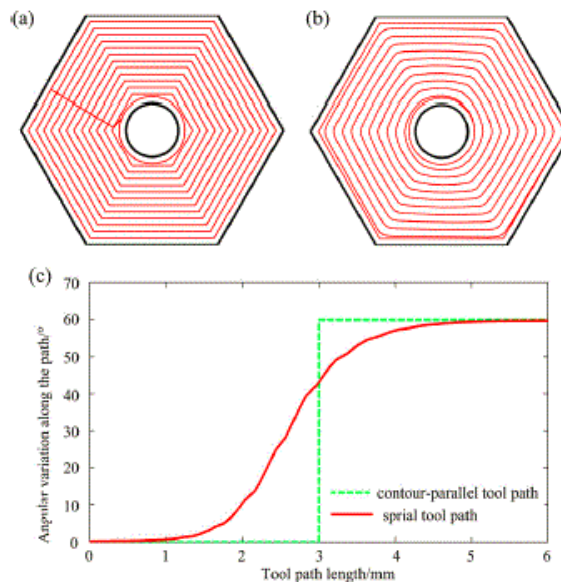 (a)
(b)
(c)
Angular variation along the path/°
70
60
50
40
30
20
10
0
contour-parallel tool path
sprial tool path
0 1 2 3 4 5 6
Tool path length/mm